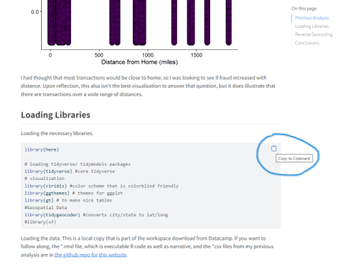 On this page
Previous Analysis
Loading Libraries
Reverse Geocoding
Conclusions
0.0
0
500
1000
1500
Distance from Home (miles)
I had thought that most transactions would be close to home, so I was looking to see if fraud increased with
distance. Upon reflection, this also isn't the best visualization to answer that question, but it does illustrate that
there are transactions over a wide range of distances.
Loading Libraries
Loading the necessary libraries.
library(here)
# loading tidyverse/ tidymodels packages
library(tidyverse) #core tidyverse
# visualization
library(viridis) #color scheme that is colorblind friendly
library(ggthemes) # themes for ggplot
library(gt) # to make nice tables
#Geospatial Data
library(tidygeocoder) #converts city/state to lat/long
#library(sf)
Copy to Clipboard
Loading the data. This is a local copy that is part of the workspace download from Datacamp. If you want to
follow along, the *.rmd file, which is executable R code as well as narrative, and the *csv files from my previous
analysis are in the github repo for this website.